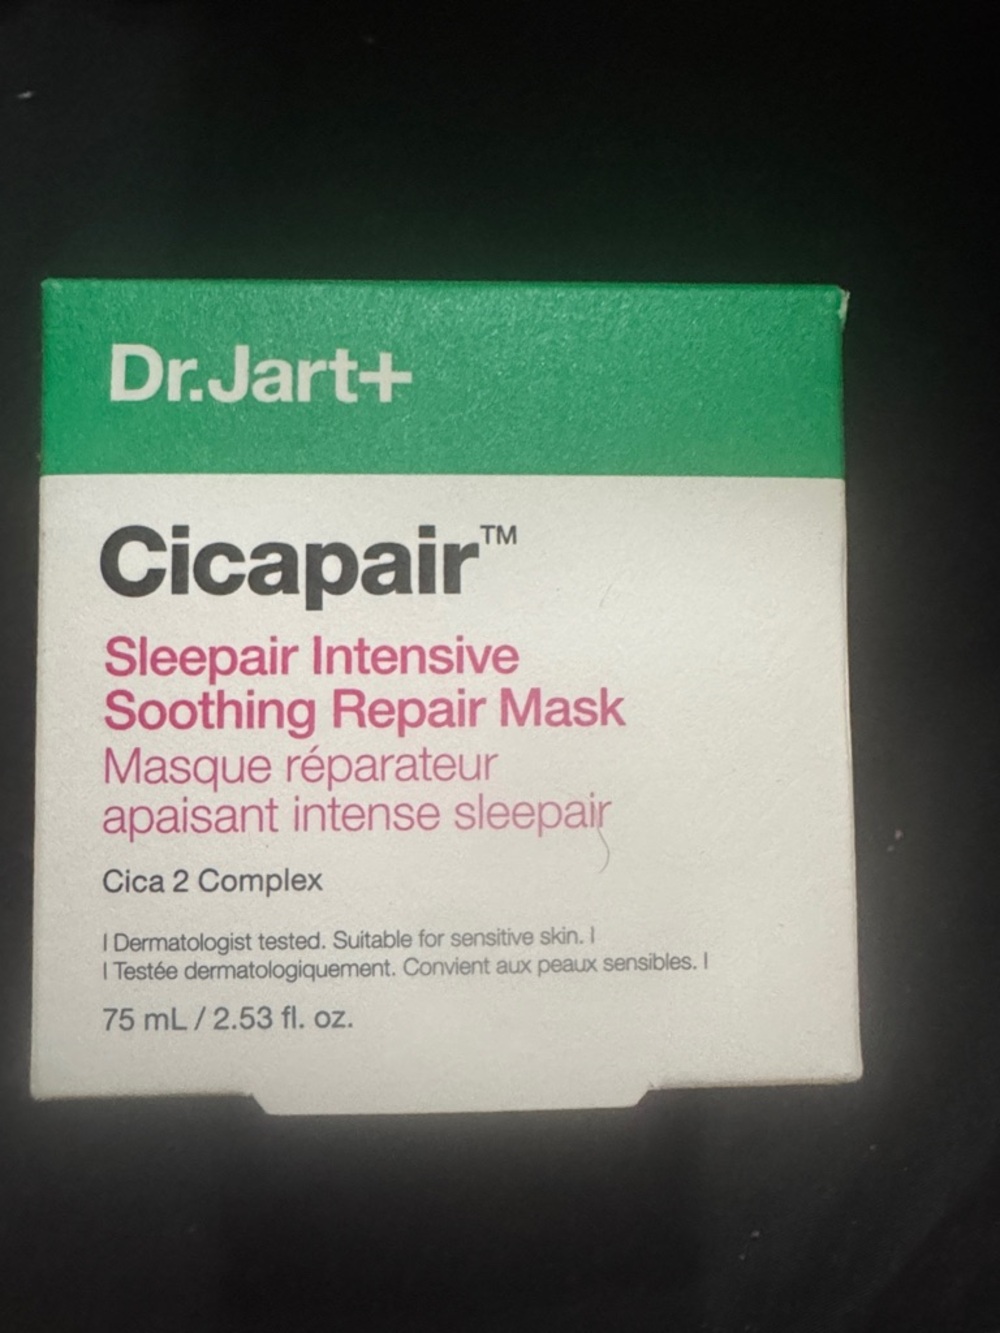 Dr.Jart+
Cicapair™
Sleepair Intensive
Soothing Repair Mask
Masque réparateur
apaisant intense sleepair
Cica 2 Complex
I Dermatologist tested. Suitable for sensitive skin. I
I Testée dermatologiquement. Convient aux peaux sensibles. I
75 mL / 2.53 fl. oz.